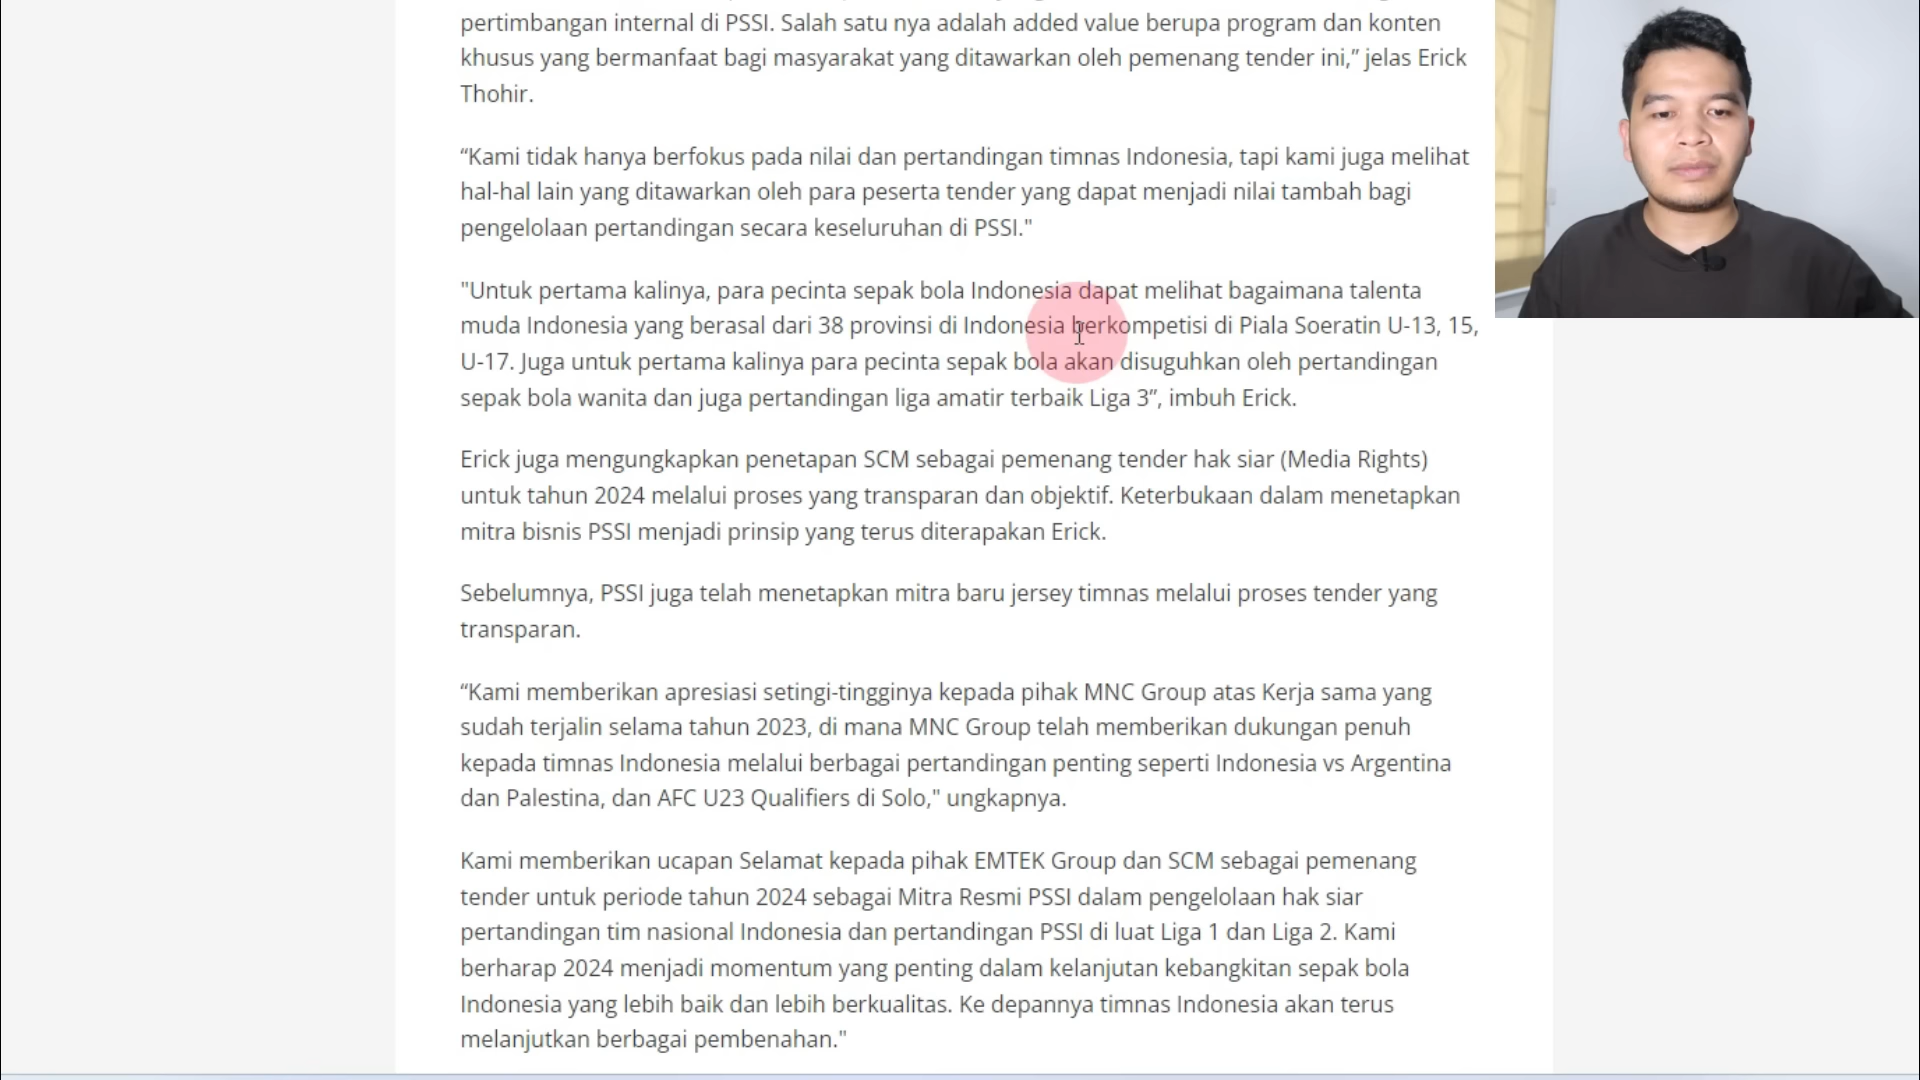 pertimbangan internal di PSSI. Salah satu nya adalah added value berupa program dan konten
khusus yang bermanfaat bagi masyarakat yang ditawarkan oleh pemenang tender ini,” jelas Erick
Thohir.
“Kami tidak hanya berfokus pada nilai dan pertandingan timnas Indonesia, tapi kami juga melihat
hal-hal lain yang ditawarkan oleh para peserta tender yang dapat menjadi nilai tambah bagi
pengelolaan pertandingan secara keseluruhan di PSSI."
"Untuk pertama kalinya, para pecinta sepak bola Indonesia dapat melihat bagaimana talenta
muda Indonesia yang berasal dari 38 provinsi di Indonesia berkompetisi di Piala Soeratin U-13, 15,
U-17. Juga untuk pertama kalinya para pecinta sepak bola akan disuguhkan oleh pertandingan
sepak bola wanita dan juga pertandingan liga amatir terbaik Liga 3”, imbuh Erick.
Erick juga mengungkapkan penetapan SCM sebagai pemenang tender hak siar (Media Rights)
untuk tahun 2024 melalui proses yang transparan dan objektif. Keterbukaan dalam menetapkan
mitra bisnis PSSI menjadi prinsip yang terus diterapakan Erick.
Sebelumnya, PSSI juga telah menetapkan mitra baru jersey timnas melalui proses tender yang
transparan.
“Kami memberikan apresiasi setingi-tingginya kepada pihak MNC Group atas Kerja sama yang
sudah terjalin selama tahun 2023, di mana MNC Group telah memberikan dukungan penuh
kepada timnas Indonesia melalui berbagai pertandingan penting seperti Indonesia vs Argentina
dan Palestina, dan AFC U23 Qualifiers di Solo," ungkapnya.
Kami memberikan ucapan Selamat kepada pihak EMTEK Group dan SCM sebagai pemenang
tender untuk periode tahun 2024 sebagai Mitra Resmi PSSI dalam pengelolaan hak siar
pertandingan tim nasional Indonesia dan pertandingan PSSI di luat Liga 1 dan Liga 2. Kami
berharap 2024 menjadi momentum yang penting dalam kelanjutan kebangkitan sepak bola
Indonesia yang lebih baik dan lebih berkualitas. Ke depannya timnas Indonesia akan terus
melanjutkan berbagai pembenahan."